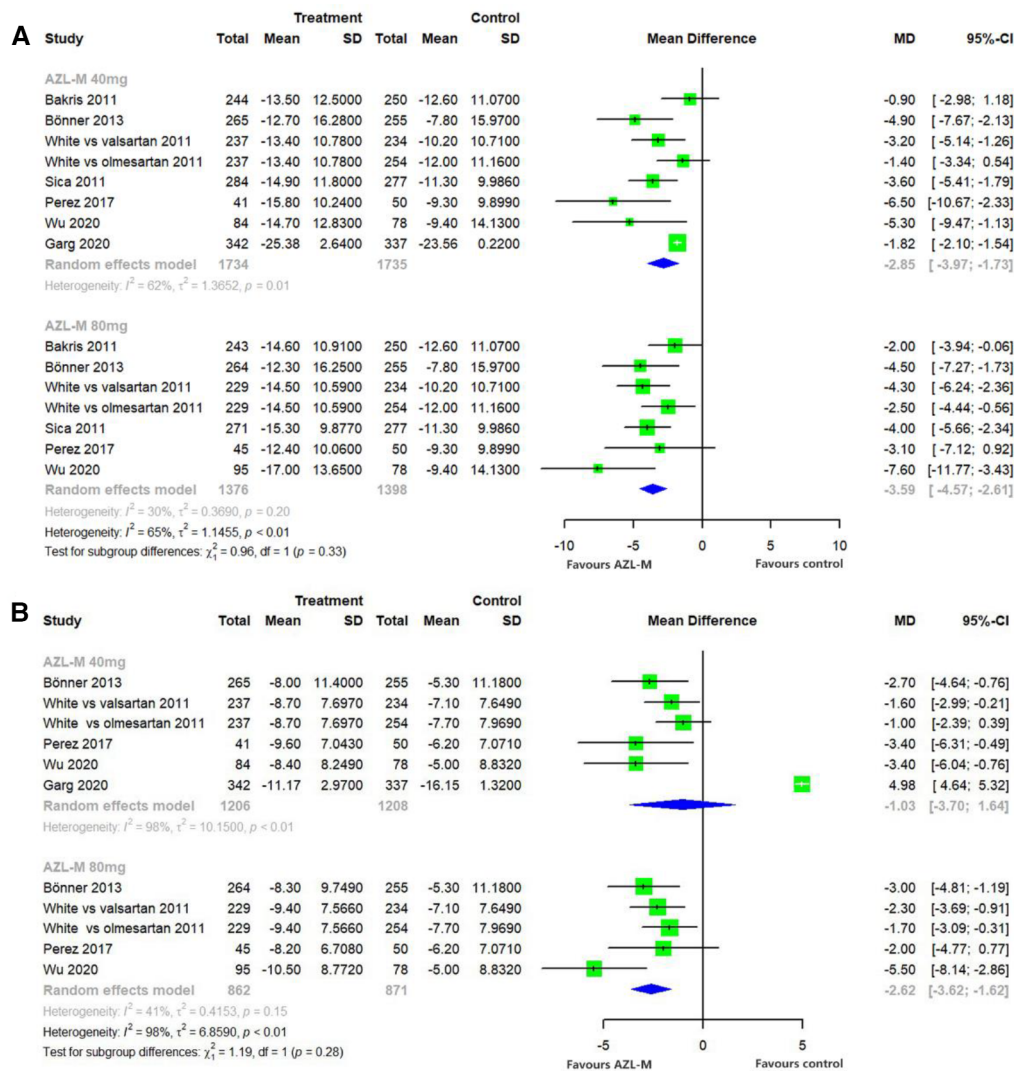 A
Treatment Control
Study Total Mean SD Total Mean SD Mean Difference MD 95%-CI
AZL-M 40mg
Bakris 2011 244 -13.50 12.5000 250 -12.60 11.0700 -0.90 [ -2.98; 1.18]
Bönner 2013 265 -12.70 16.2800 255 -7.80 15.9700 -4.90 [ -7.67; -2.13]
White vs valsartan 2011 237 -13.40 10.7800 234 -10.20 10.7100 -3.20 [ -5.14; -1.26]
White vs olmesartan 2011 237 -13.40 10.7800 254 -12.00 11.1600 -1.40 [ -3.34; 0.54]
Sica 2011 284 -14.90 11.8000 277 -11.30 9.9860 -3.60 [ -5.41; -1.79]
Perez 2017 41 -15.80 10.2400 50 -9.30 9.8990 -6.50 [-10.67; -2.33]
Wu 2020 84 -14.70 12.8300 78 -9.40 14.1300 -5.30 [ -9.47; -1.13]
Garg 2020 342 -25.38 2.6400 337 -23.56 0.2200 -1.82 [ -2.10; -1.54]
Random effects model 1734 1735 -2.85 [ -3.97; -1.73]
Heterogeneity: I² = 62%, τ² = 1.3652, p = 0.01
AZL-M 80mg
Bakris 2011 243 -14.60 10.9100 250 -12.60 11.0700 -2.00 [ -3.94; -0.06]
Bönner 2013 264 -12.30 16.2500 255 -7.80 15.9700 -4.50 [ -7.27; -1.73]
White vs valsartan 2011 229 -14.50 10.5900 234 -10.20 10.7100 -4.30 [ -6.24; -2.36]
White vs olmesartan 2011 229 -14.50 10.5900 254 -12.00 11.1600 -2.50 [ -4.44; -0.56]
Sica 2011 271 -15.30 9.8770 277 -11.30 9.9860 -4.00 [ -5.66; -2.34]
Perez 2017 45 -12.40 10.0600 50 -9.30 9.8990 -3.10 [ -7.12; 0.92]
Wu 2020 95 -17.00 13.6500 78 -9.40 14.1300 -7.60 [-11.77; -3.43]
Random effects model 1376 1398 -3.59 [ -4.57; -2.61]
Heterogeneity: I² = 30%, τ² = 0.3690, p = 0.20
Heterogeneity: I² = 65%, τ² = 1.1455, p < 0.01
Test for subgroup differences: χ₁² = 0.96, df = 1 (p = 0.33)
-10 -5 0 5 10
Favours AZL-M Favours control
B
Treatment Control
Study Total Mean SD Total Mean SD Mean Difference MD 95%-CI
AZL-M 40mg
Bönner 2013 265 -8.00 11.4000 255 -5.30 11.1800 -2.70 [-4.64; -0.76]
White vs valsartan 2011 237 -8.70 7.6970 234 -7.10 7.6490 -1.60 [-2.99; -0.21]
White vs olmesartan 2011 237 -8.70 7.6970 254 -7.70 7.9690 -1.00 [-2.39; 0.39]
Perez 2017 41 -9.60 7.0430 50 -6.20 7.0710 -3.40 [-6.31; -0.49]
Wu 2020 84 -8.40 8.2490 78 -5.00 8.8320 -3.40 [-6.04; -0.76]
Garg 2020 342 -11.17 2.9700 337 -16.15 1.3200 4.98 [ 4.64; 5.32]
Random effects model 1206 1208 -1.03 [-3.70; 1.64]
Heterogeneity: I² = 98%, τ² = 10.1500, p < 0.01
AZL-M 80mg
Bönner 2013 264 -8.30 9.7490 255 -5.30 11.1800 -3.00 [-4.81; -1.19]
White vs valsartan 2011 229 -9.40 7.5660 234 -7.10 7.6490 -2.30 [-3.69; -0.91]
White vs olmesartan 2011 229 -9.40 7.5660 254 -7.70 7.9690 -1.70 [-3.09; -0.31]
Perez 2017 45 -8.20 6.7080 50 -6.20 7.0710 -2.00 [-4.77; 0.77]
Wu 2020 95 -10.50 8.7720 78 -5.00 8.8320 -5.50 [-8.14; -2.86]
Random effects model 862 871 -2.62 [-3.62; -1.62]
Heterogeneity: I² = 41%, τ² = 0.4153, p = 0.15
Heterogeneity: I² = 98%, τ² = 6.8590, p < 0.01
Test for subgroup differences: χ₁² = 1.19, df = 1 (p = 0.28)
-5 0 5
Favours AZL-M Favours control